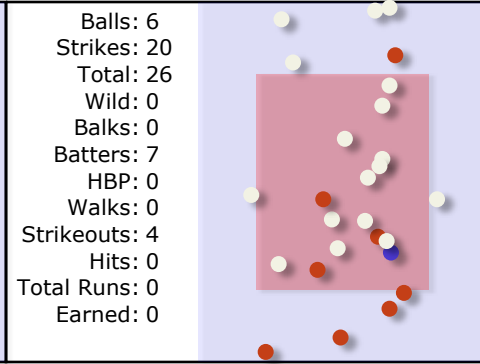 Balls: 6
Strikes: 20
Total: 26
Wild: 0
Balks: 0
Batters: 7
HBP: 0
Walks: 0
Strikeouts: 4
Hits: 0
Total Runs: 0
Earned: 0